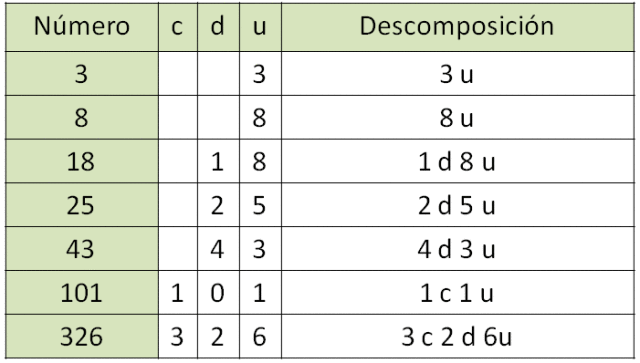 Número c d u Descomposición
3 3 3 u
8 8 8 u
18 1 8 1 d 8 u
25 2 5 2 d 5 u
43 4 3 4 d 3 u
101 1 0 1 1 c 1 u
326 3 2 6 3 c 2 d 6u